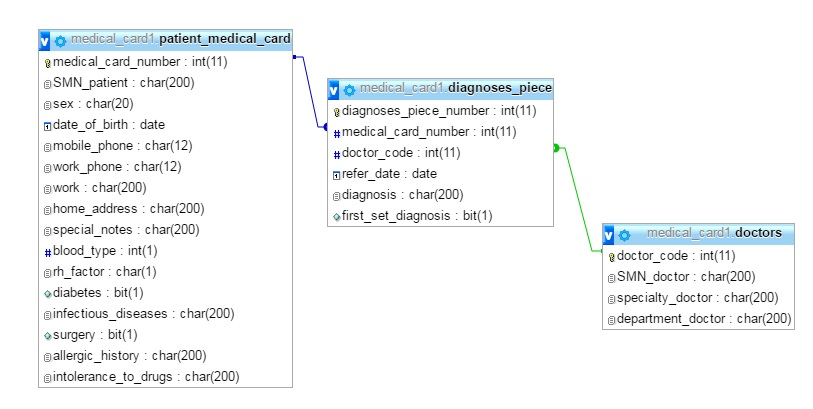 medical_card1.patient_medical_card
medical_card_number : int(11)
SMN_patient : char(200)
sex : char(20)
date_of_birth : date
mobile_phone : char(12)
work_phone : char(12)
work : char(200)
home_address : char(200)
special_notes : char(200)
blood_type : int(1)
rh_factor : char(1)
diabetes : bit(1)
infectious_diseases : char(200)
surgery : bit(1)
allergic_history : char(200)
intolerance_to_drugs : char(200)
medical_card1.diagnoses_piece
diagnoses_piece_number : int(11)
medical_card_number : int(11)
doctor_code : int(11)
refer_date : date
diagnosis : char(200)
first_set_diagnosis : bit(1)
medical_card1.doctors
doctor_code : int(11)
SMN_doctor : char(200)
specialty_doctor : char(200)
department_doctor : char(200)